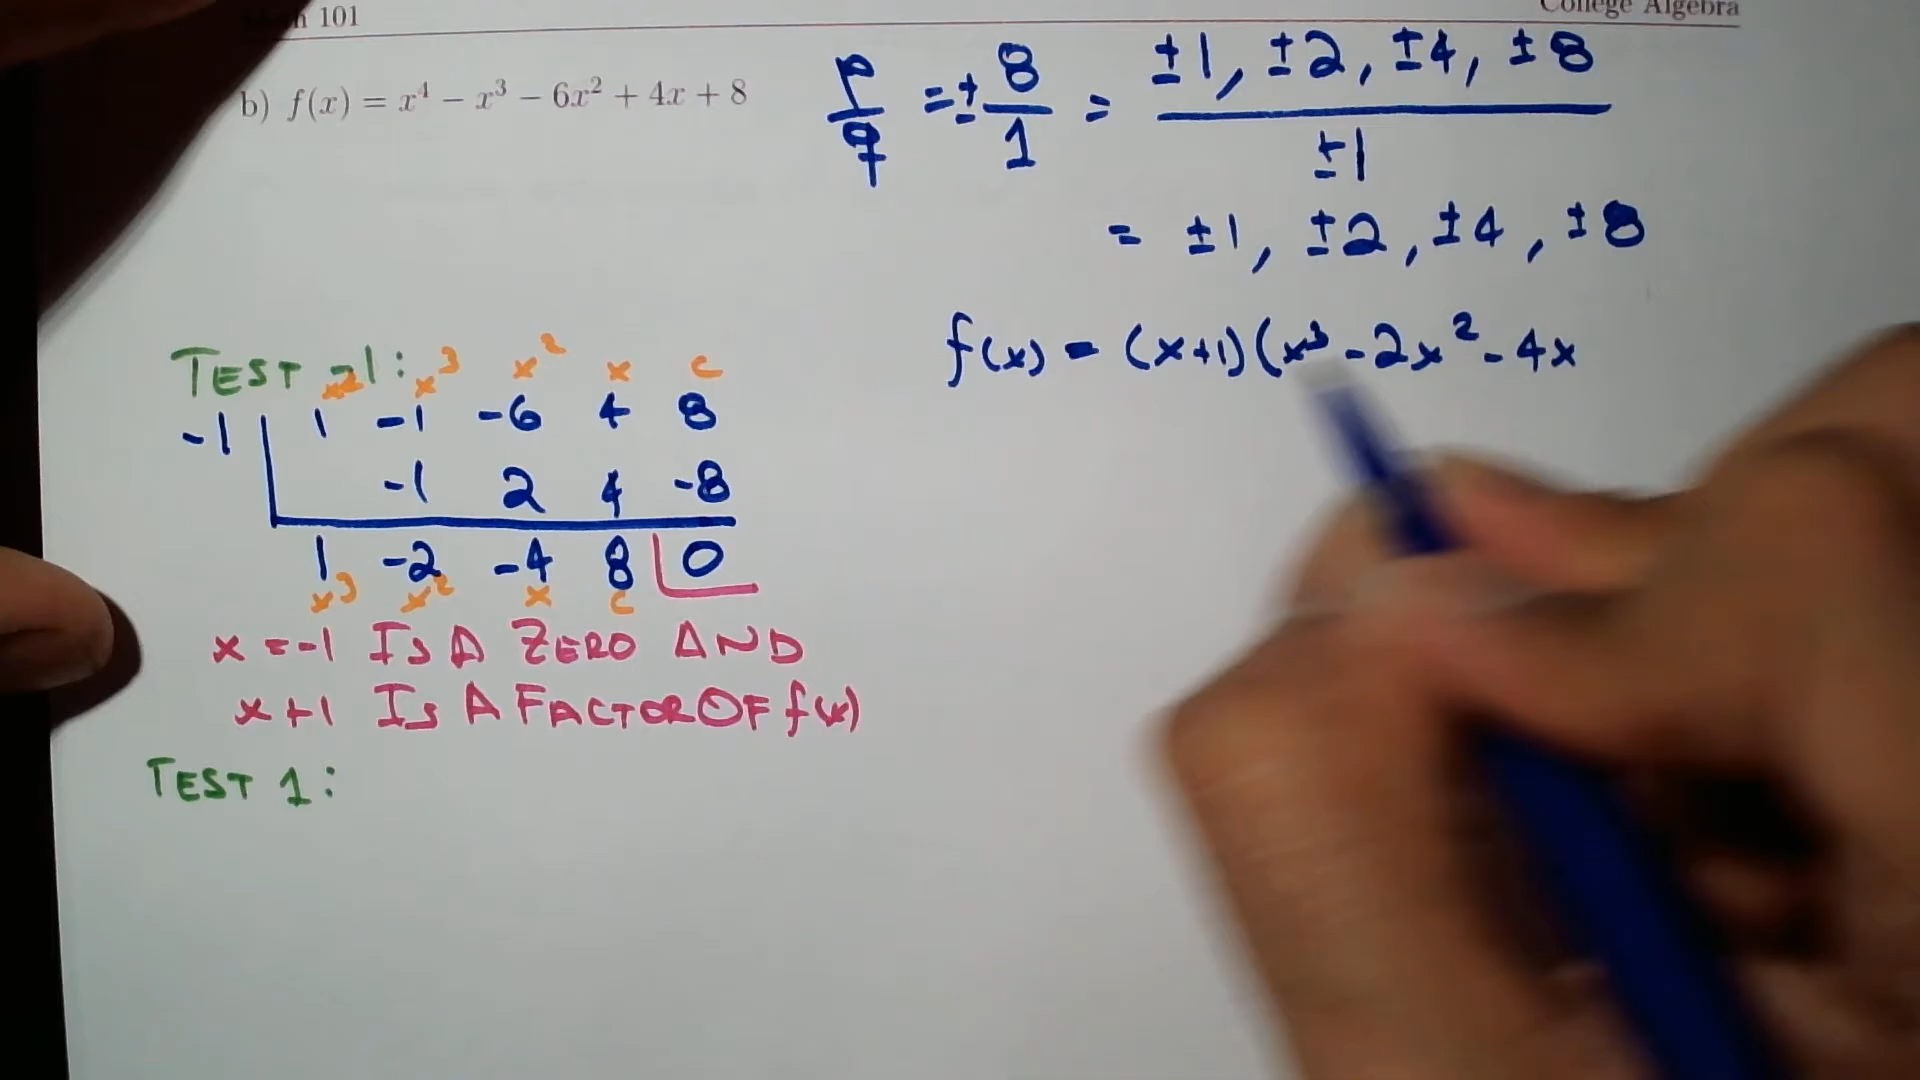 101
College Algebra
b) f(x) = x⁴ − x³ − 6x² + 4x + 8
p/q = ± 8/1 = ±1, ±2, ±4, ±8 / ±1
= ±1, ±2, ±4, ±8
f(x) = (x+1)(x³ - 2x² - 4x
TEST -1:
x³ x² x c
-1 | 1 -1 -6 4 8
-1 2 4 -8
1 -2 -4 8 0
x³ x² x c
x = -1 IS A ZERO AND
x+1 IS A FACTOR OF f(x)
TEST 1: